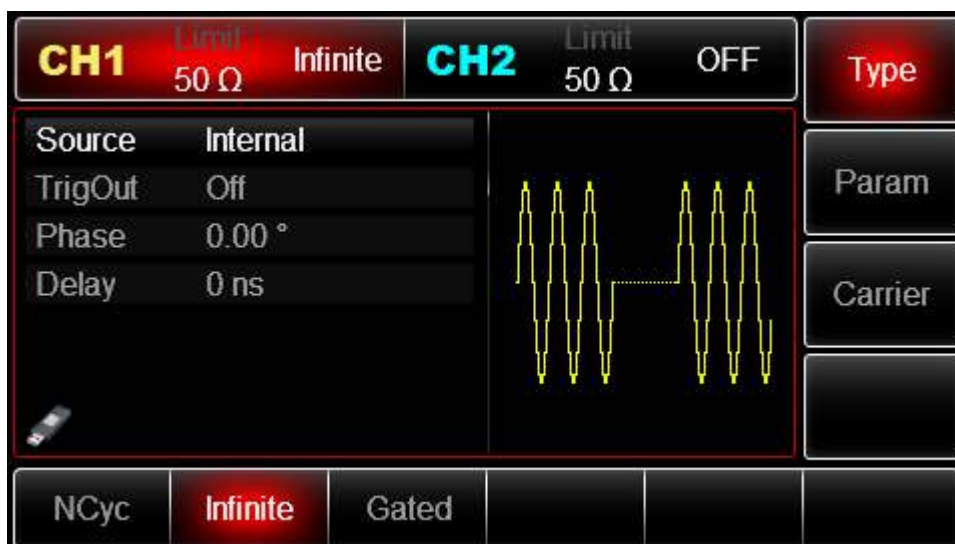 CH1 Limit 50 Ω Infinite CH2 Limit 50 Ω OFF Type
Source Internal
TrigOut Off
Phase 0.00 °
Delay 0 ns
Param
Carrier
NCyc Infinite Gated